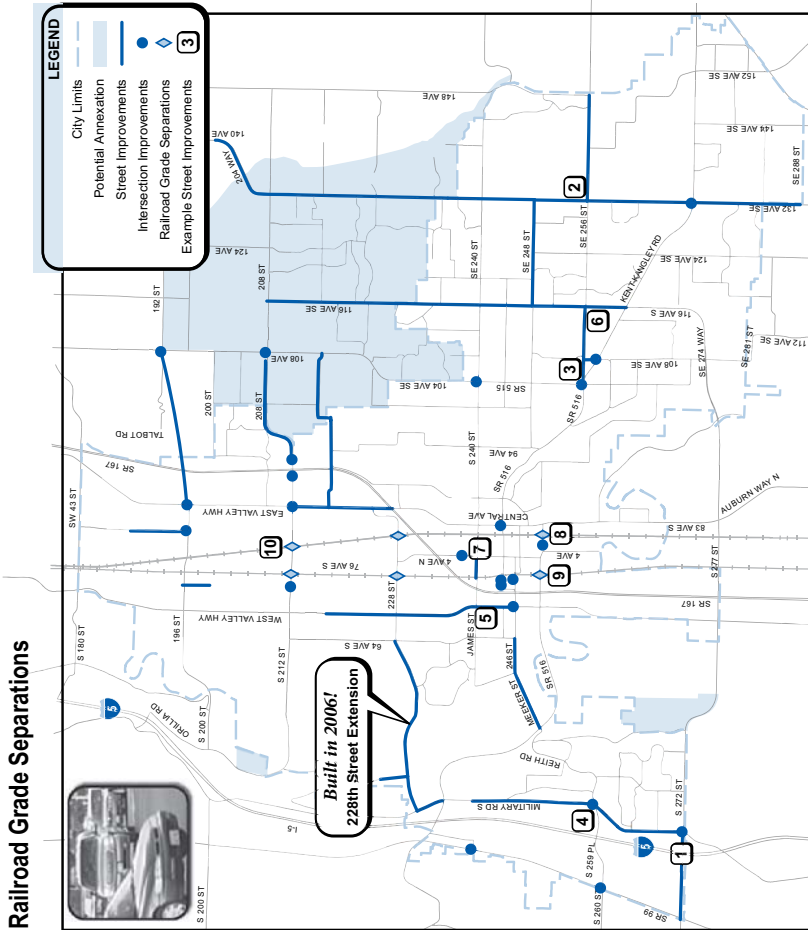 Railroad Grade Separations
LEGEND
City Limits
Potential Annexation
Street Improvements
Intersection Improvements
Railroad Grade Separations
Example Street Improvements
3
Built in 2006!
228th Street Extension
SW 43 ST
S 180 ST
192 ST
140 AVE
204 WAY
148 AVE
TALBOT RD
SR 167
196 ST
ORILLIA RD
5
S 200 ST
S 200 ST
200 ST
208 ST
208 ST
124 AVE
116 AVE SE
108 AVE
EAST VALLEY HWY
S 212 ST
10
76 AVE S
WEST VALLEY HWY
I-5
64 AVE S
228 ST
104 AVE SE
94 AVE
S 240 ST
SE 240 ST
SR 515
SE 248 ST
SE 256 ST
2
152 AVE SE
144 AVE SE
132 AVE SE
SE 288 ST
124 AVE SE
KENT-KANGLEY RD
116 AVE S
6
3
108 AVE SE
112 AVE SE
SE 274 WAY
SE 281 ST
SR 516
SR 516
CENTRAL AVE
4 AVE N
7
4 AVE
8
9
83 AVE S
AUBURN WAY N
S 277 ST
SR 167
JAMES ST
5
246 ST
MEEKER ST
SR 516
REITH RD
MILITARY RD S
4
S 259 PL
S 260 ST
5
S 272 ST
1
SR 99